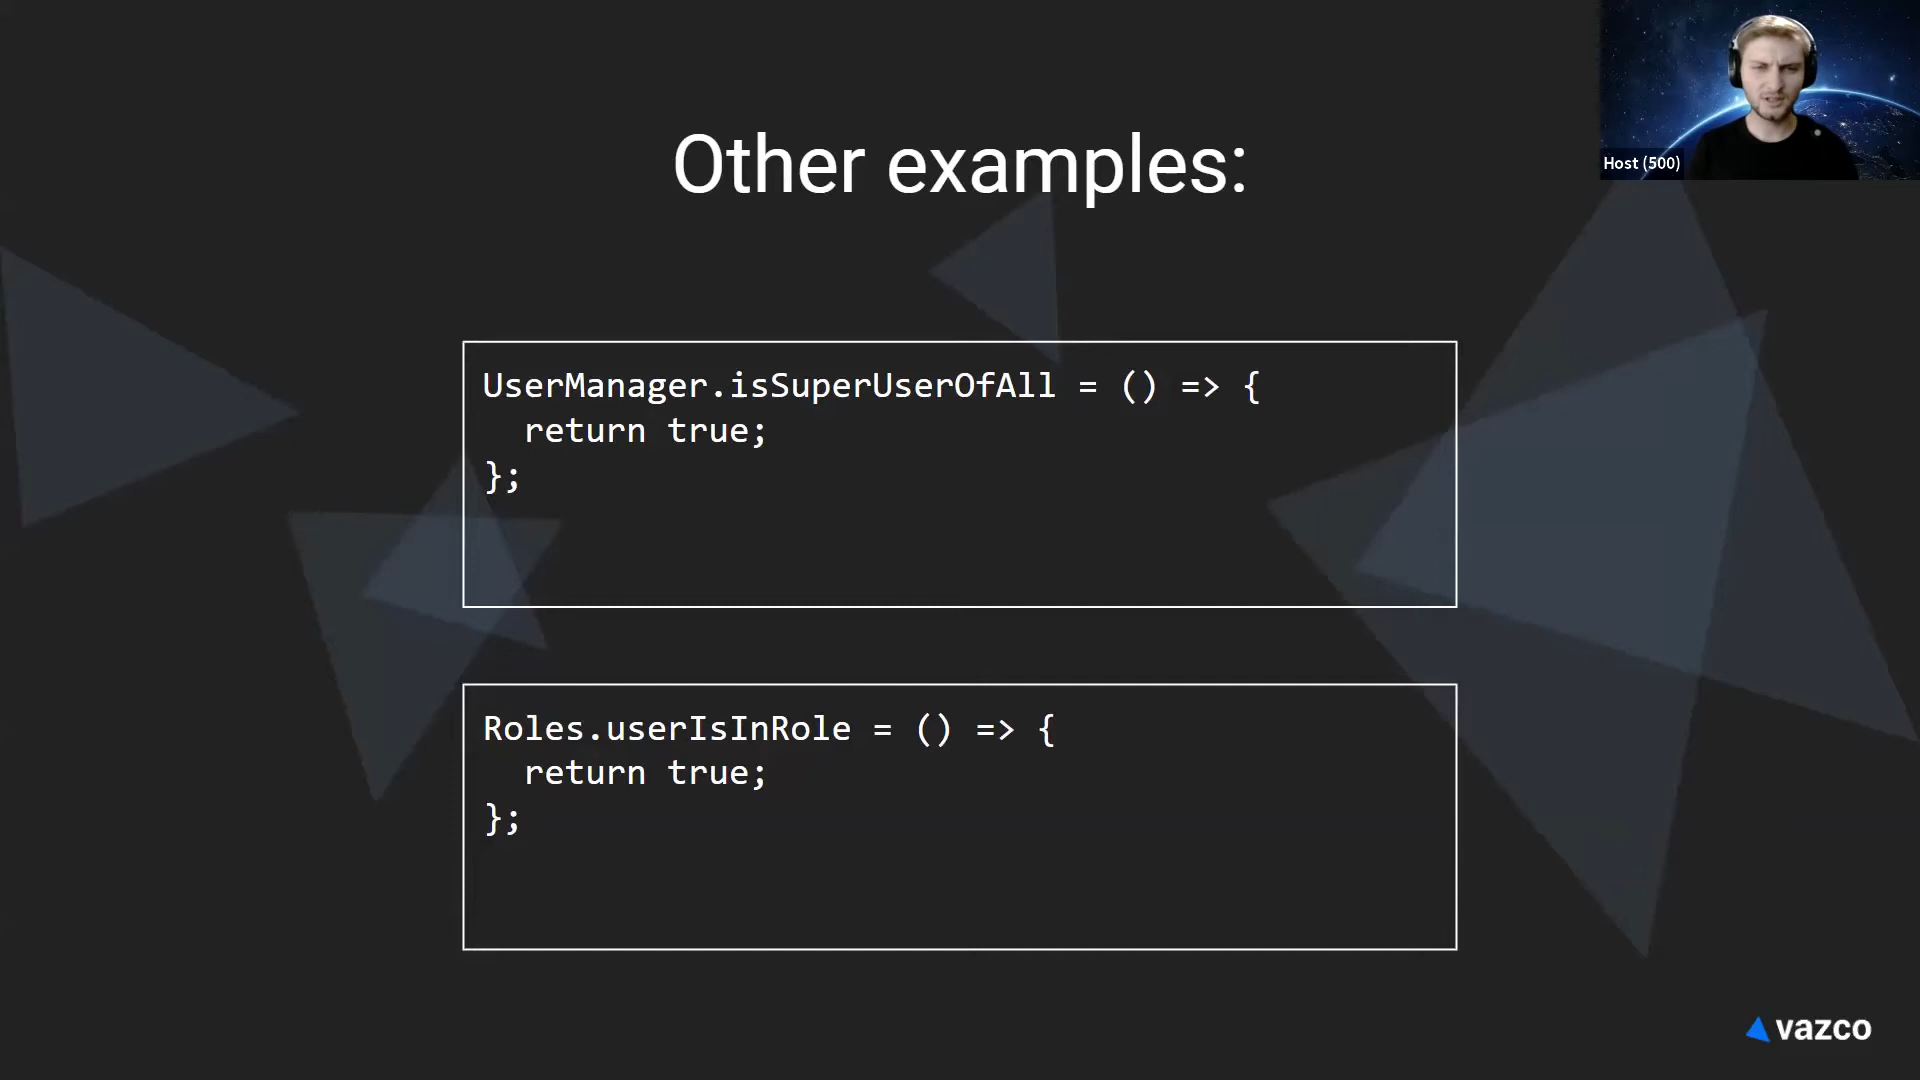 Other examples:
Host (500)
UserManager.isSuperUserOfAll = () => {
  return true;
};
Roles.userIsInRole = () => {
  return true;
};
vazco